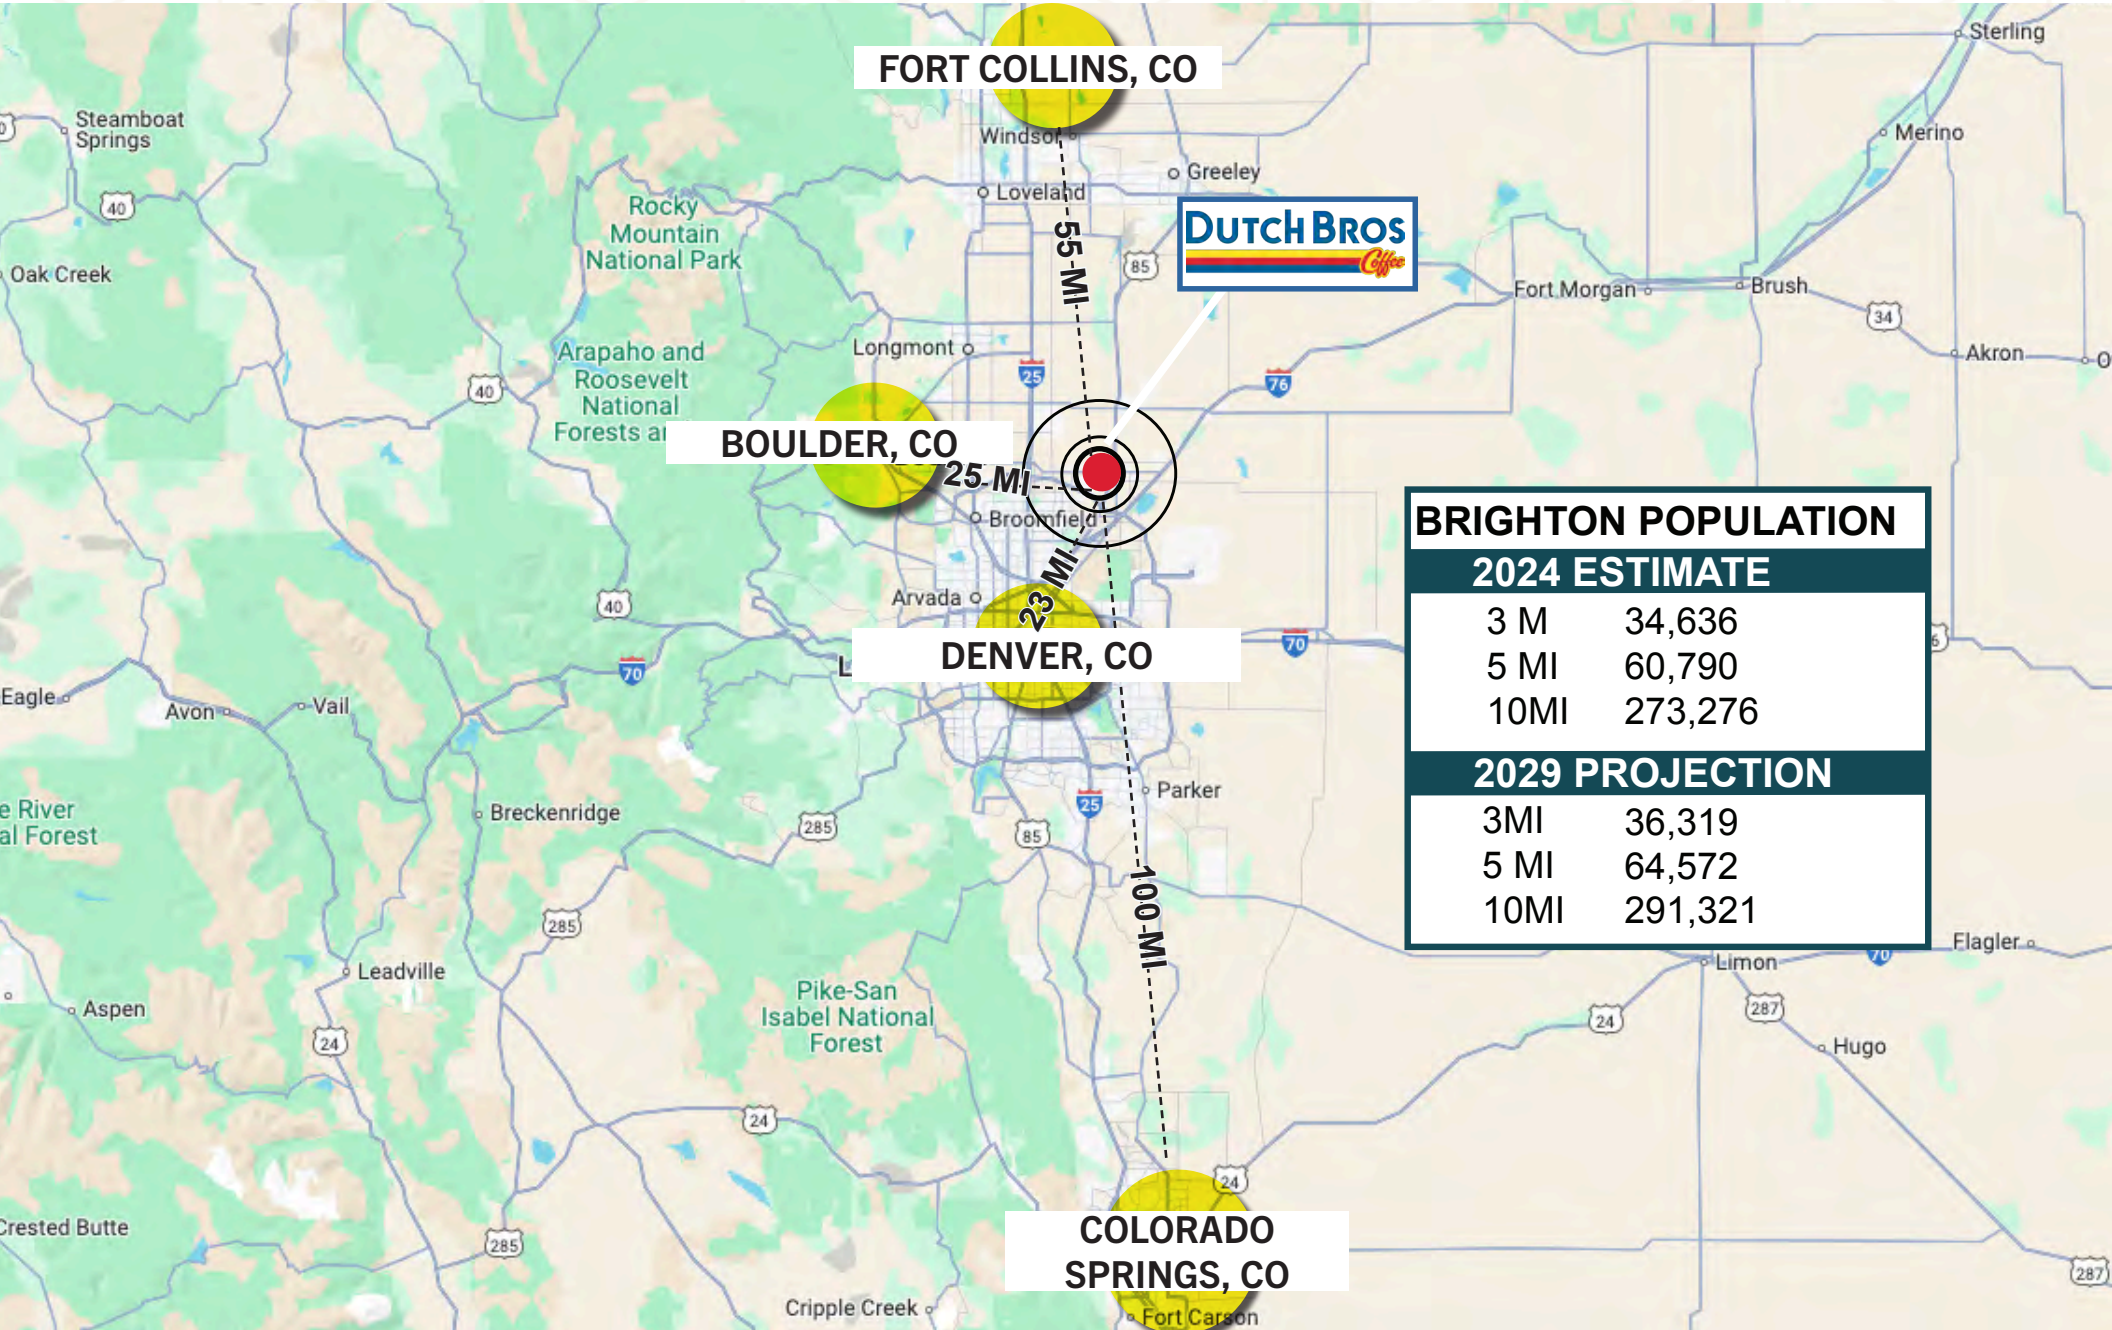 FORT COLLINS, CO
Sterling
Steamboat
Springs
Windsor
Merino
Greeley
Loveland
40
Rocky
Mountain
National Park
DUTCH BROS
Coffee
55 MI
85
Oak Creek
Fort Morgan
Brush
34
Longmont
Arapaho and
Roosevelt
National
Forests a
25
76
Akron
O
40
40
BOULDER, CO
25 MI
Broomfield
BRIGHTON POPULATION
2024 ESTIMATE
3 M 34,636
5 MI 60,790
10MI 273,276
2029 PROJECTION
3MI 36,319
5 MI 64,572
10MI 291,321
23 MI
Arvada
40
DENVER, CO
L
70
70
6
Eagle
Avon
Vail
Parker
25
85
Breckenridge
285
e River
al Forest
100 MI
285
Flagler
Limon
70
Leadville
Aspen
Pike-San
Isabel National
Forest
24
24
287
Hugo
24
24
COLORADO
SPRINGS, CO
Crested Butte
285
287
Cripple Creek
Fort Carson